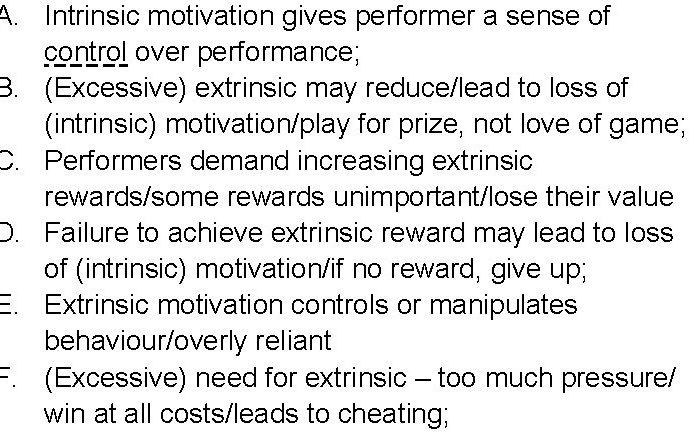 A. Intrinsic motivation gives performer a sense of
control over performance;
B. (Excessive) extrinsic may reduce/lead to loss of
(intrinsic) motivation/play for prize, not love of game;
C. Performers demand increasing extrinsic
rewards/some rewards unimportant/lose their value
D. Failure to achieve extrinsic reward may lead to loss
of (intrinsic) motivation/if no reward, give up;
E. Extrinsic motivation controls or manipulates
behaviour/overly reliant
F. (Excessive) need for extrinsic – too much pressure/
win at all costs/leads to cheating;